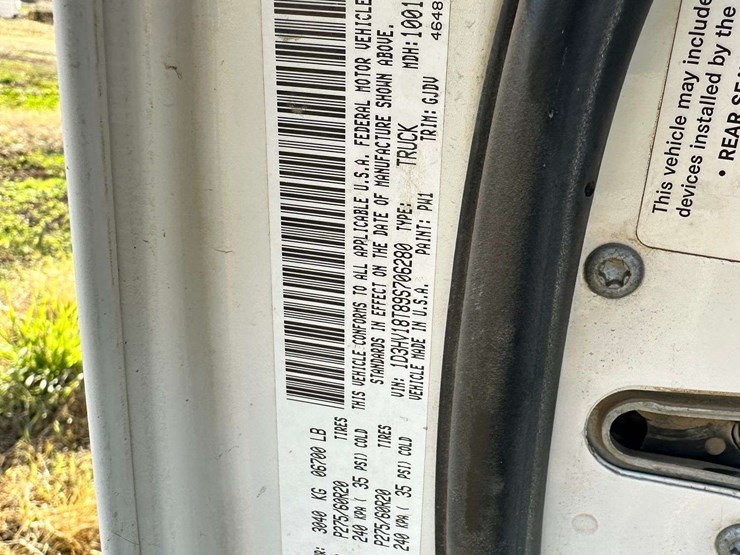 R: 3040 KG 06700 LB
P275/60R20 TIRES
240 KPA ( 35 PSI) COLD
P275/60R20 TIRES
240 KPA ( 35 PSI) COLD
THIS VEHICLE CONFORMS TO ALL APPLICABLE U.S.A. FEDERAL MOTOR VEHICLE
STANDARDS IN EFFECT ON THE DATE OF MANUFACTURE SHOWN ABOVE.
VIN: 1D3HV18T89S706280 TYPE: TRUCK MDH: 1001
VEHICLE MADE IN U.S.A. PAINT: PW1 TRIM: GJDV
4648
This vehicle may include
devices installed by the
• REAR SE